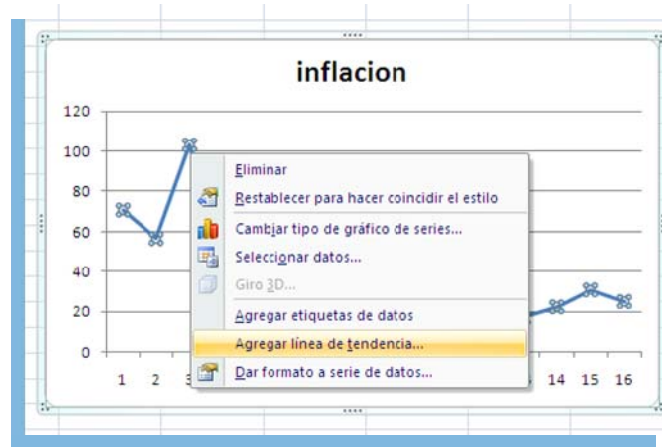 inflacion
120
100
80
60
40
20
0
Eliminar
Restablecer para hacer coincidir el estilo
Cambiar tipo de gráfico de series...
Seleccionar datos...
Giro 3D...
Agregar etiquetas de datos
Agregar línea de tendencia...
Dar formato a serie de datos...
1 2 14 15 16